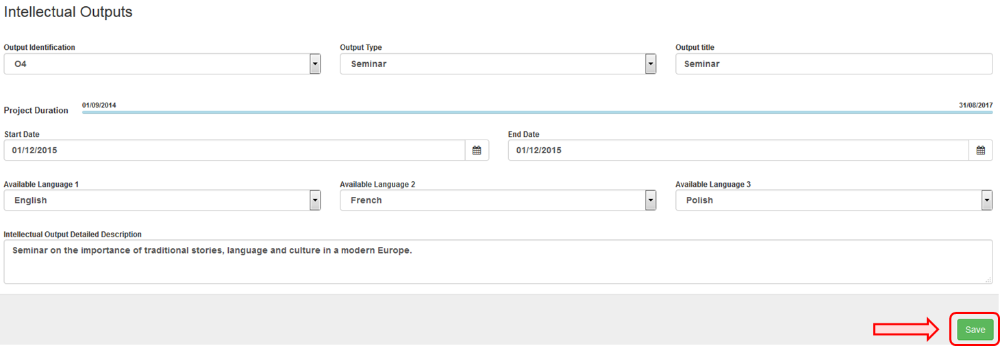 Intellectual Outputs
Output Identification Output Type Output title
O4 Seminar Seminar
01/09/2014 31/08/2017
Project Duration
Start Date End Date
01/12/2015 01/12/2015
Available Language 1 Available Language 2 Available Language 3
English French Polish
Intellectual Output Detailed Description
Seminar on the importance of traditional stories, language and culture in a modern Europe.
Save